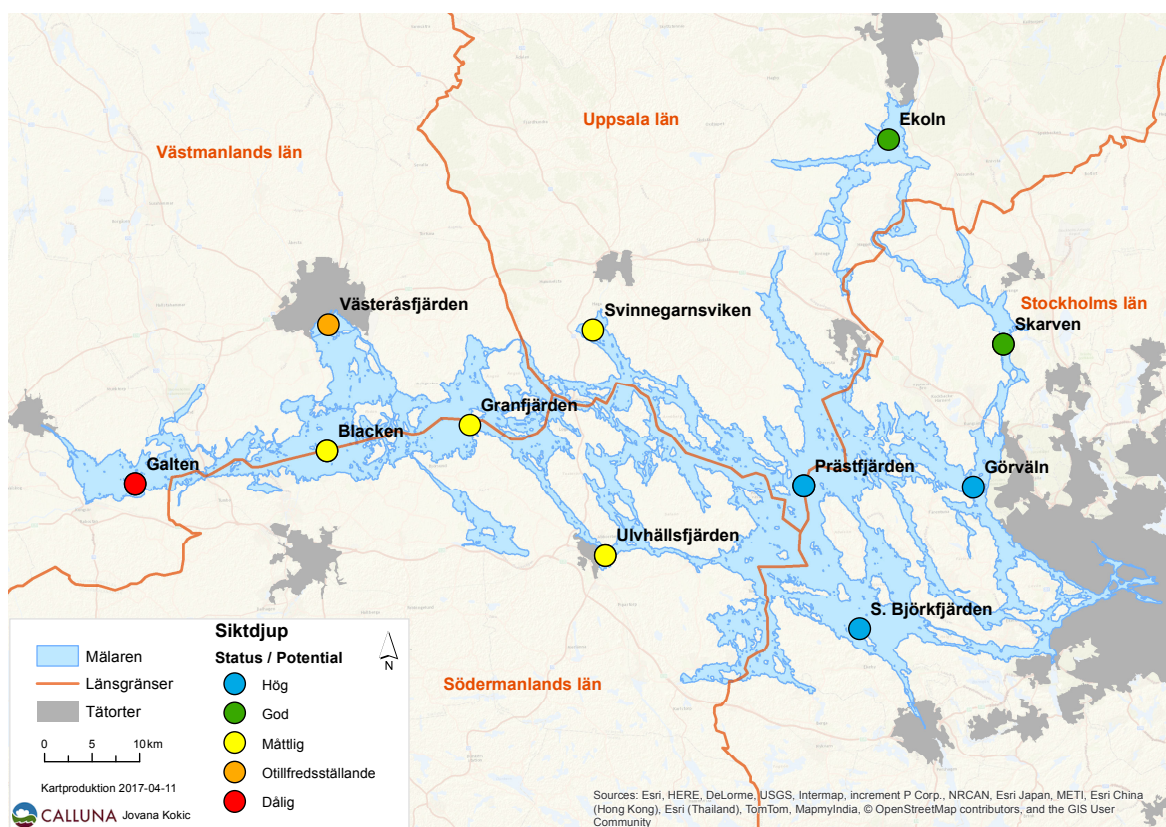 Ekoln
Uppsala län
Västmanlands län
Stockholms län
Västeråsfjärden
Svinnegarnsviken
Skarven
Granfjärden
Blacken
Galten
Prästfjärden
Görväln
Ulvhällsfjärden
S. Björkfjärden
Södermanlands län
Siktdjup
Status / Potential
N
Mälaren
Länsgränser
Tätorter
Hög
God
Måttlig
Otillfredsställande
Dålig
0 5 10 km
Kartproduktion 2017-04-11
CALLUNA Jovana Kokic
Sources: Esri, HERE, DeLorme, USGS, Intermap, increment P Corp., NRCAN, Esri Japan, METI, Esri China
(Hong Kong), Esri (Thailand), TomTom, MapmyIndia, © OpenStreetMap contributors, and the GIS User
Community